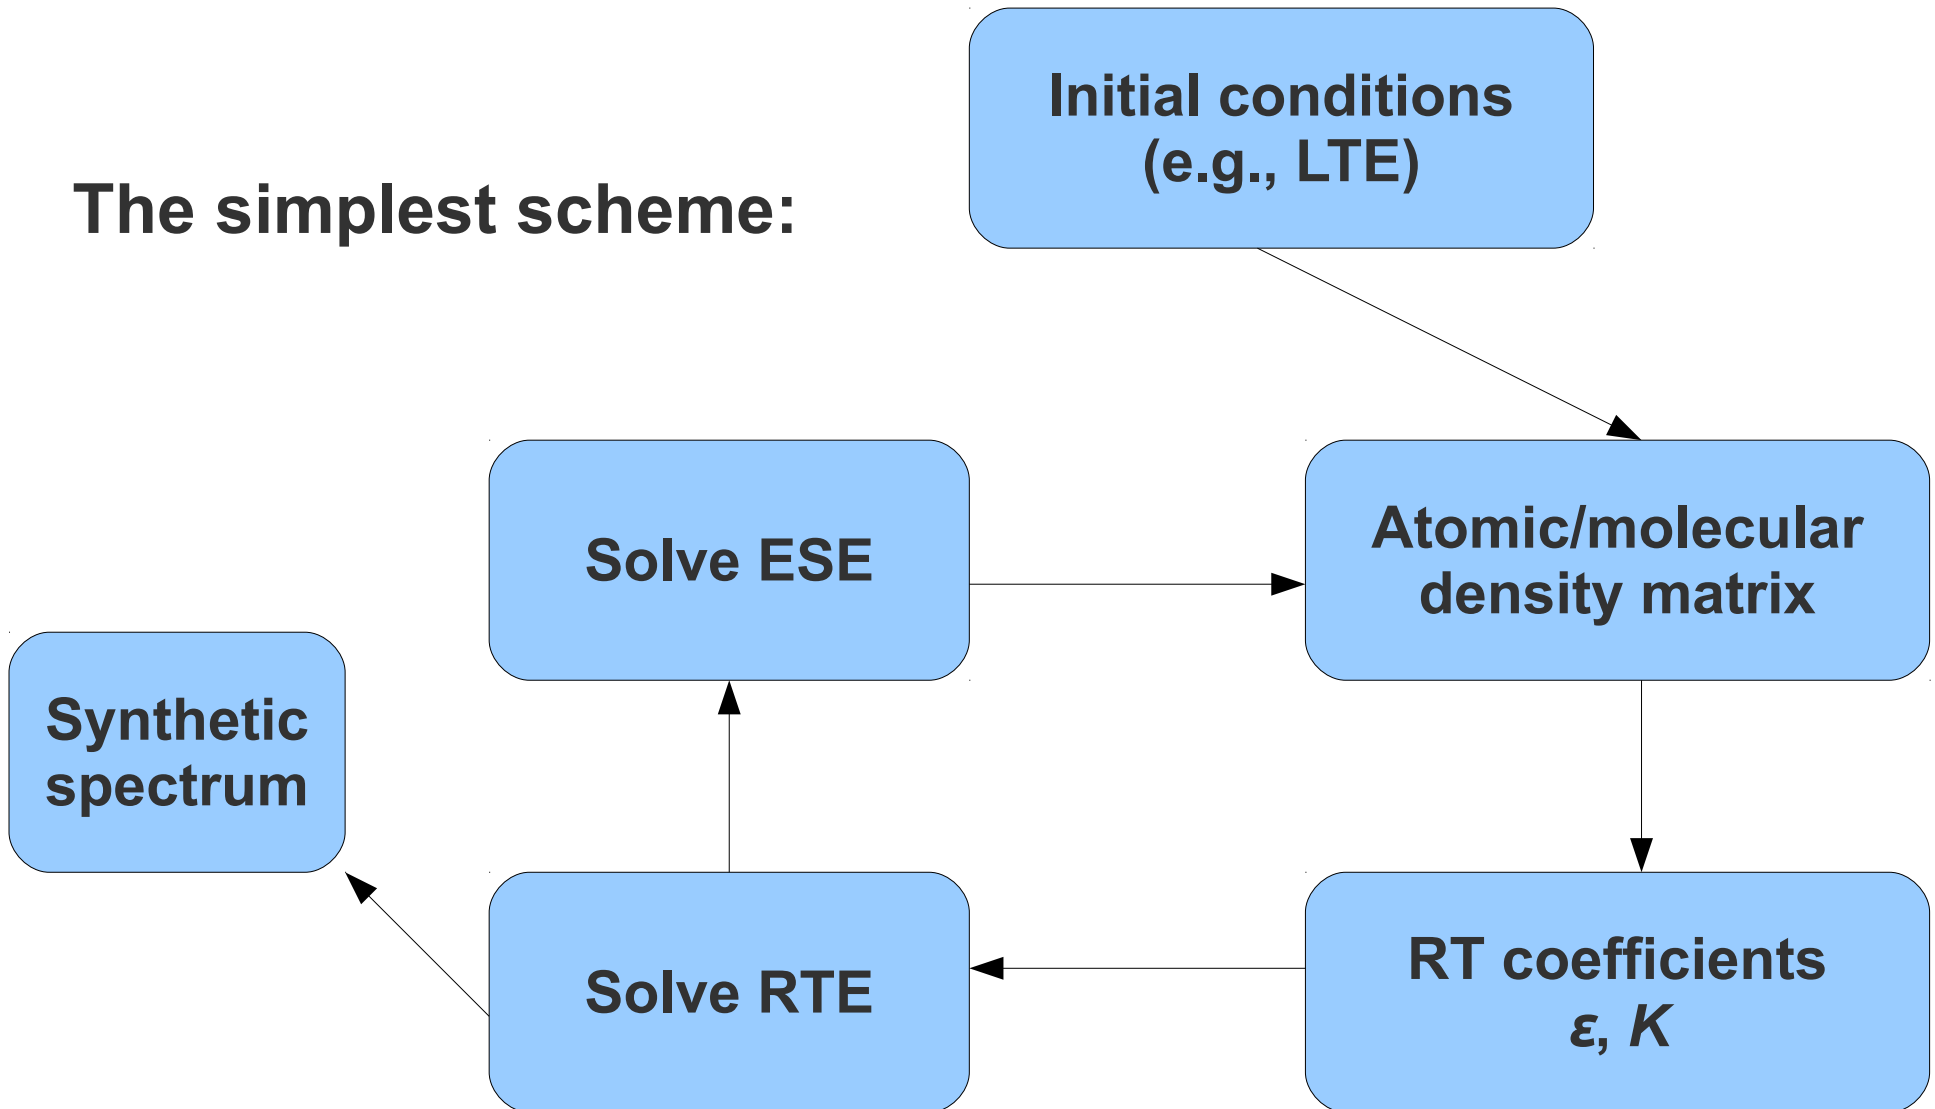 Initial conditions
(e.g., LTE)
The simplest scheme:
Solve ESE
Atomic/molecular
density matrix
Synthetic
spectrum
Solve RTE
RT coefficients
ε, K